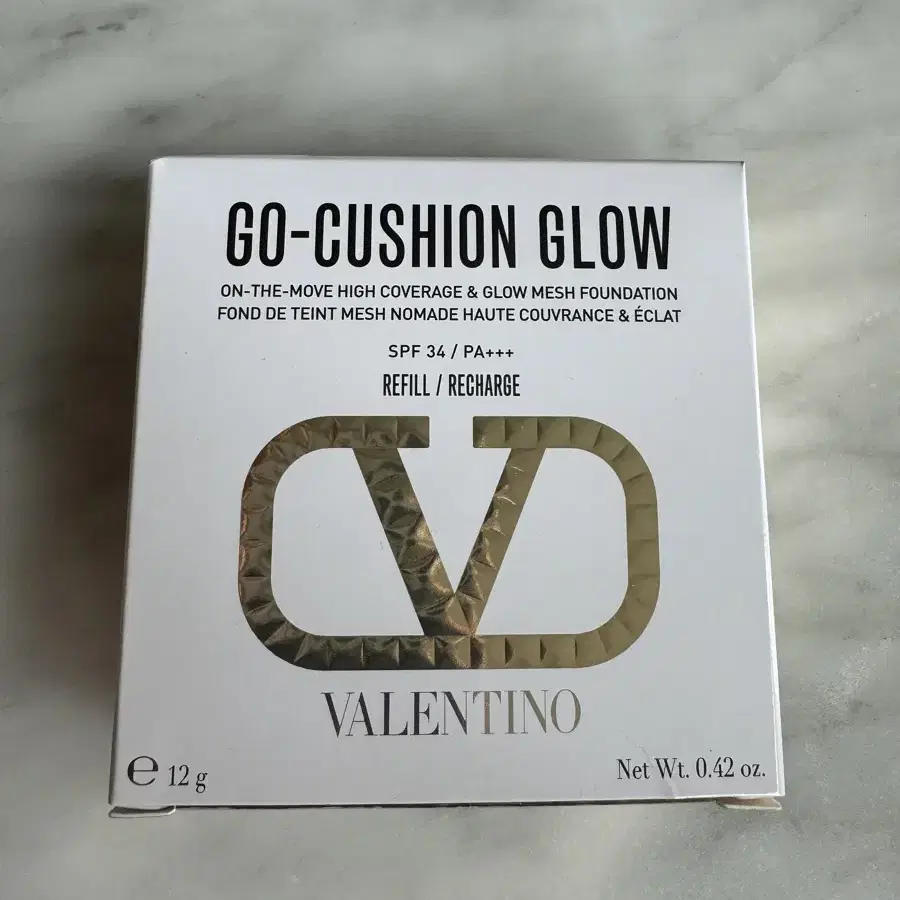 GO-CUSHION GLOW
ON-THE-MOVE HIGH COVERAGE & GLOW MESH FOUNDATION
FOND DE TEINT MESH NOMADE HAUTE COUVRANCE & ÉCLAT
SPF 34 / PA+++
REFILL / RECHARGE
V
VALENTINO
℮ 12 g
Net Wt. 0.42 oz.